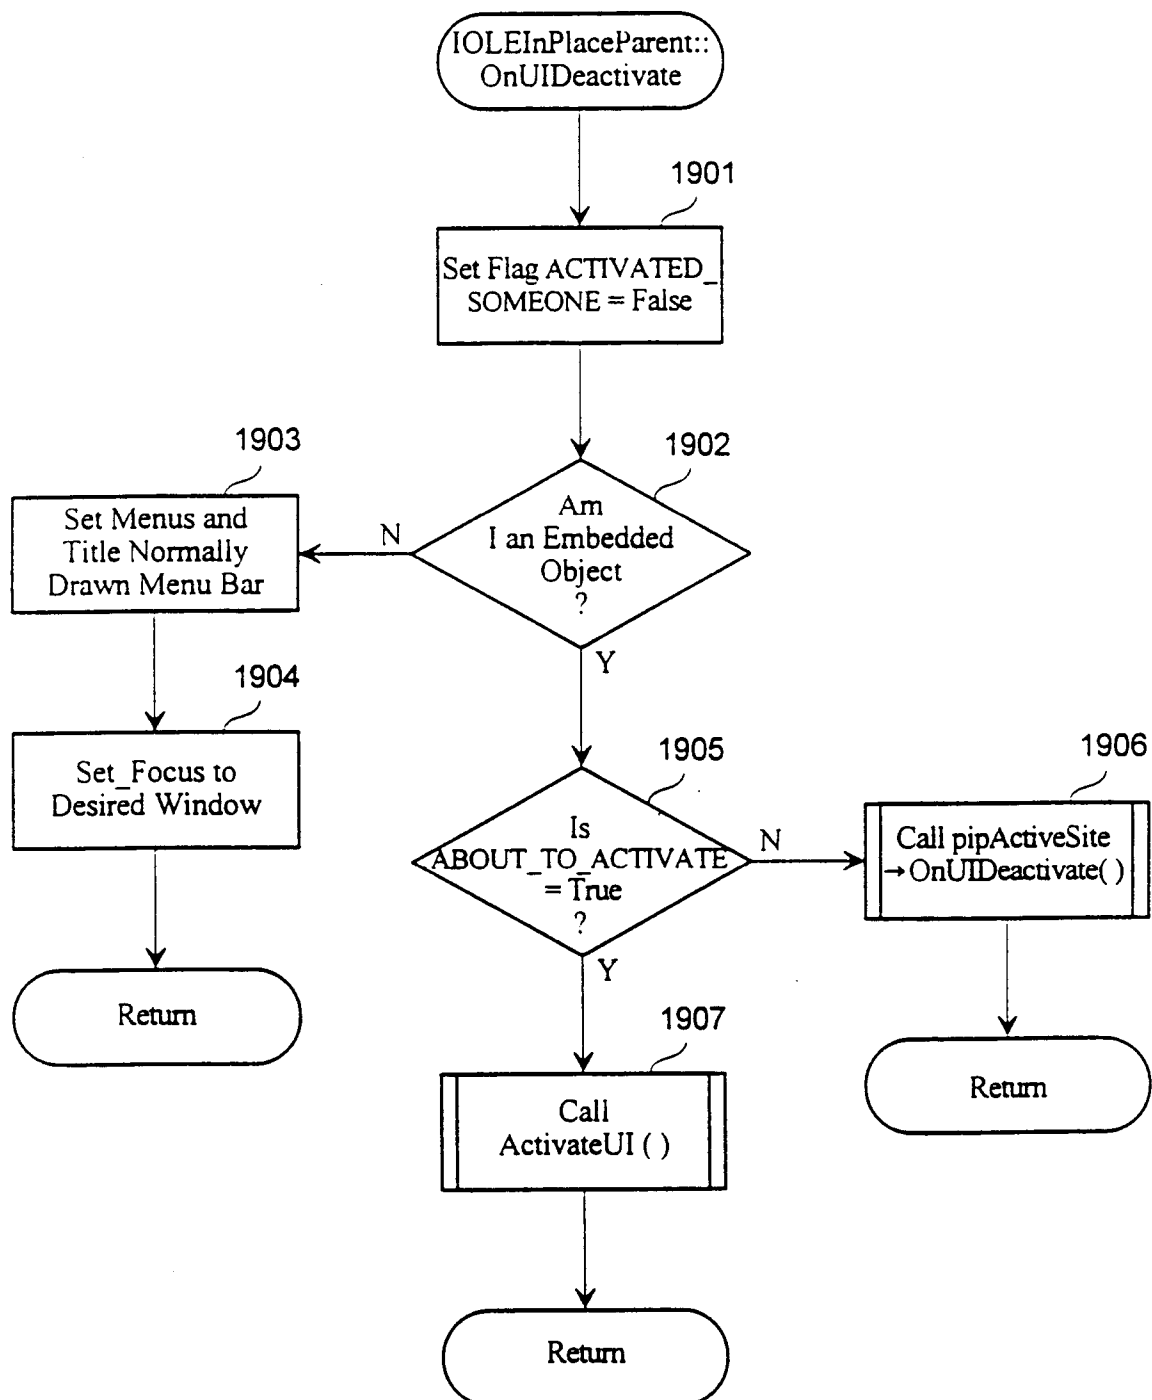 IOLEInPlaceParent::
OnUIDeactivate
1901
Set Flag ACTIVATED_
SOMEONE = False
1902
Am
I an Embedded
Object
?
N
Y
1903
Set Menus and
Title Normally
Drawn Menu Bar
1904
Set_Focus to
Desired Window
Return
1905
Is
ABOUT_TO_ACTIVATE
= True
?
N
Y
1906
Call pipActiveSite
→OnUIDeactivate( )
Return
1907
Call
ActivateUI ( )
Return